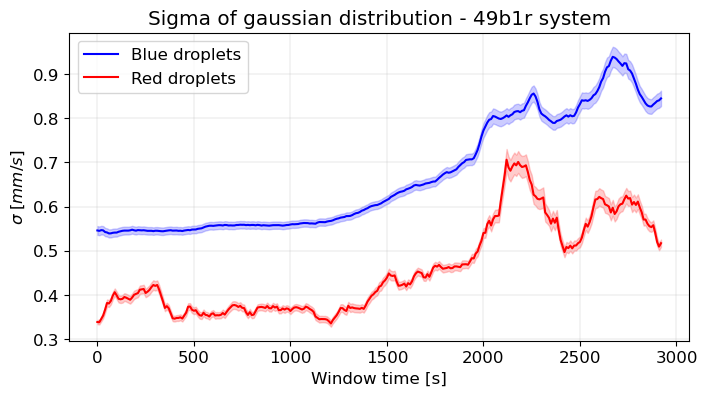 Sigma of gaussian distribution - 49b1r system
Blue droplets
Red droplets
σ [mm/s]
0.9
0.8
0.7
0.6
0.5
0.4
0.3
0 500 1000 1500 2000 2500 3000
Window time [s]